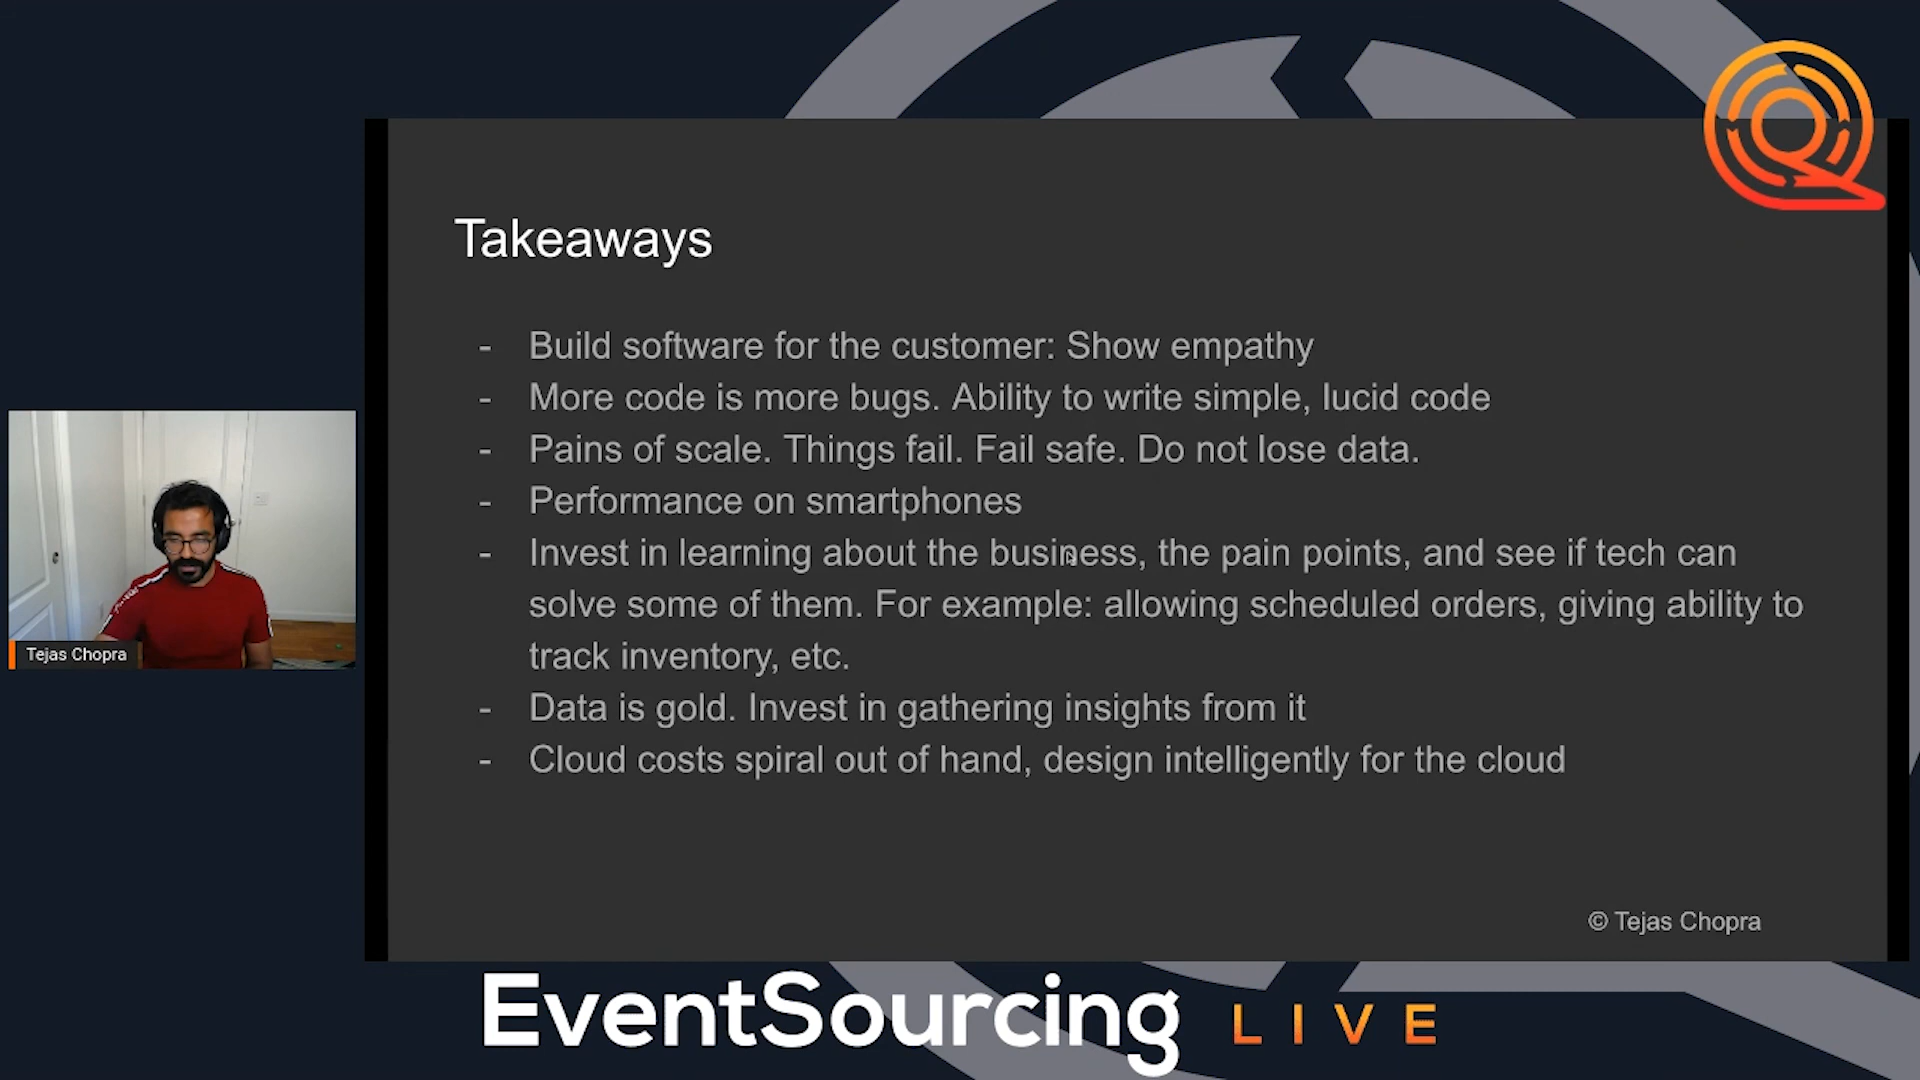 Takeaways
- Build software for the customer: Show empathy
- More code is more bugs. Ability to write simple, lucid code
- Pains of scale. Things fail. Fail safe. Do not lose data.
- Performance on smartphones
- Invest in learning about the business, the pain points, and see if tech can
solve some of them. For example: allowing scheduled orders, giving ability to
track inventory, etc.
- Data is gold. Invest in gathering insights from it
- Cloud costs spiral out of hand, design intelligently for the cloud
Tejas Chopra
© Tejas Chopra
EventSourcing LIVE